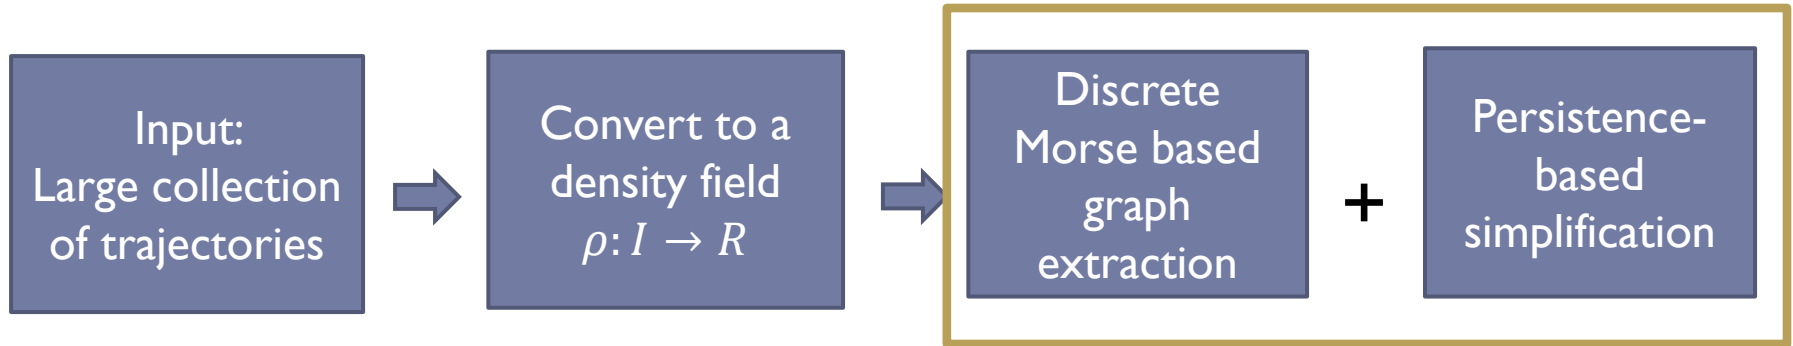 Input:
Large collection
of trajectories
Convert to a
density field
ρ: I → R
Discrete
Morse based
graph
extraction
+
Persistence-
based
simplification